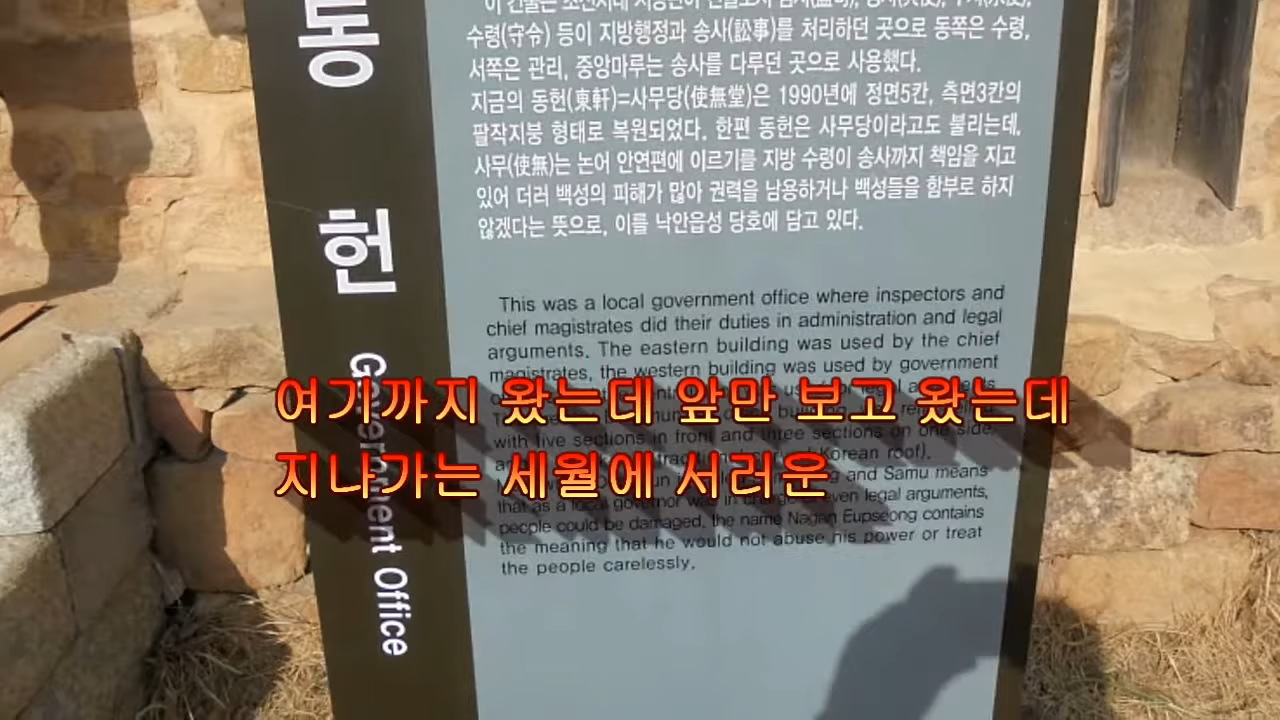 동헌
Government Office
수령(守令) 등이 지방행정과 송사(訟事)를 처리하던 곳으로 동쪽은 수령,
서쪽은 관리, 중앙마루는 송사를 다루던 곳으로 사용했다.
지금의 동헌(東軒)=사무당(使無堂)은 1990년에 정면5칸, 측면3칸의
팔작지붕 형태로 복원되었다. 한편 동헌은 사무당이라고도 불리는데,
사무(使無)는 논어 안연편에 이르기를 지방 수령이 송사까지 책임을 지고
있어 더러 백성의 피해가 많아 권력을 남용하거나 백성들을 함부로 하지
않겠다는 뜻으로, 이를 낙안읍성 당호에 담고 있다.
This was a local government office where inspectors and
chief magistrates did their duties in administration and legal
arguments. The eastern building was used by the chief
magistrates, the western building was used by government
with five sections in front and three sections on one side
Korean roof).
and Samu means
that as a local governor was in legal arguments,
people could be damaged, the name Nagan Eupseong contains
the meaning that he would not abuse his power or treat
the people carelessly.
여기까지 왔는데 앞만 보고 왔는데
지나가는 세월에 서러운